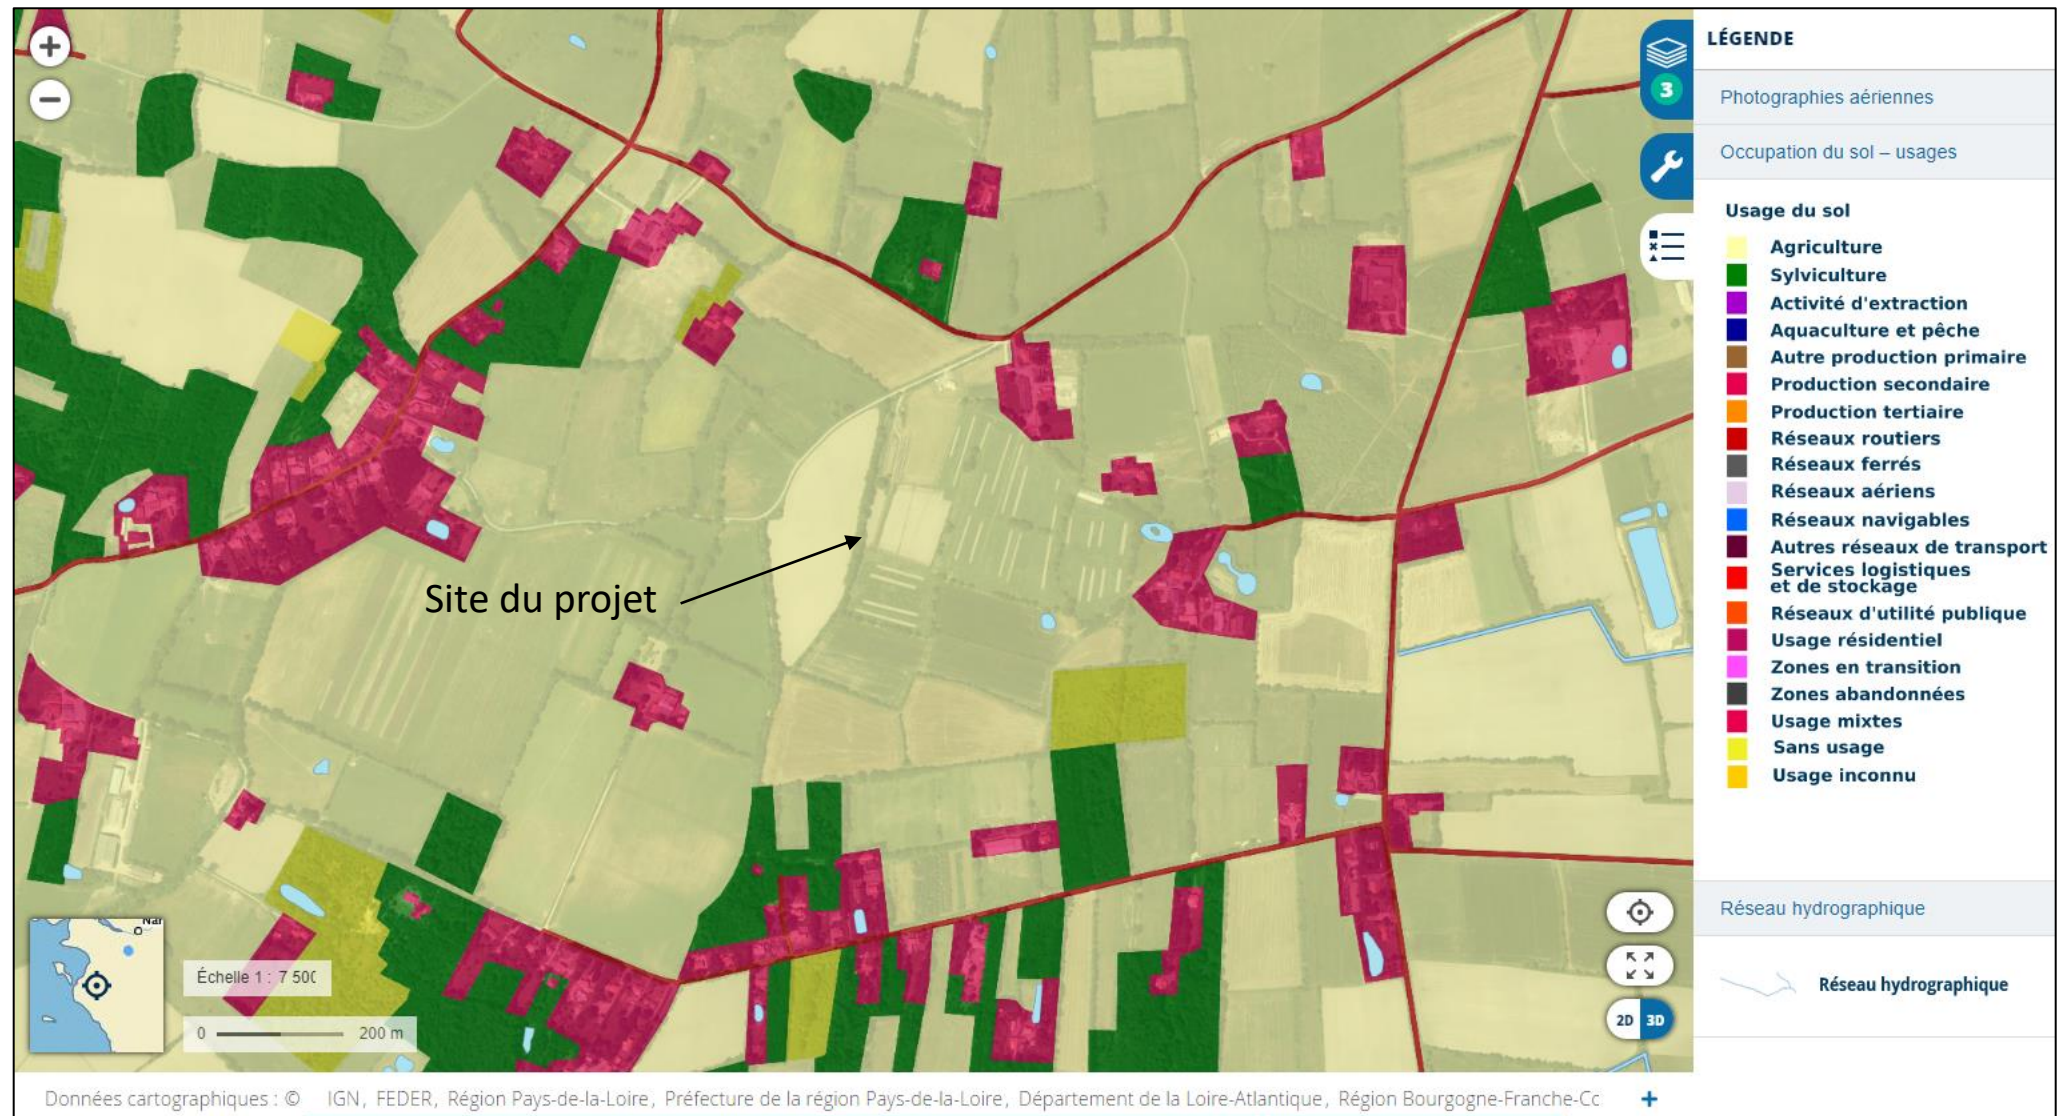 +
−
3
Site du projet
Nar
Échelle 1 : 7 500
0 200 m
2D 3D
LÉGENDE
Photographies aériennes
Occupation du sol – usages
Usage du sol
Agriculture
Sylviculture
Activité d'extraction
Aquaculture et pêche
Autre production primaire
Production secondaire
Production tertiaire
Réseaux routiers
Réseaux ferrés
Réseaux aériens
Réseaux navigables
Autres réseaux de transport
Services logistiques
et de stockage
Réseaux d'utilité publique
Usage résidentiel
Zones en transition
Zones abandonnées
Usage mixtes
Sans usage
Usage inconnu
Réseau hydrographique
Réseau hydrographique
Données cartographiques : © IGN, FEDER, Région Pays-de-la-Loire, Préfecture de la région Pays-de-la-Loire, Département de la Loire-Atlantique, Région Bourgogne-Franche-Cc +